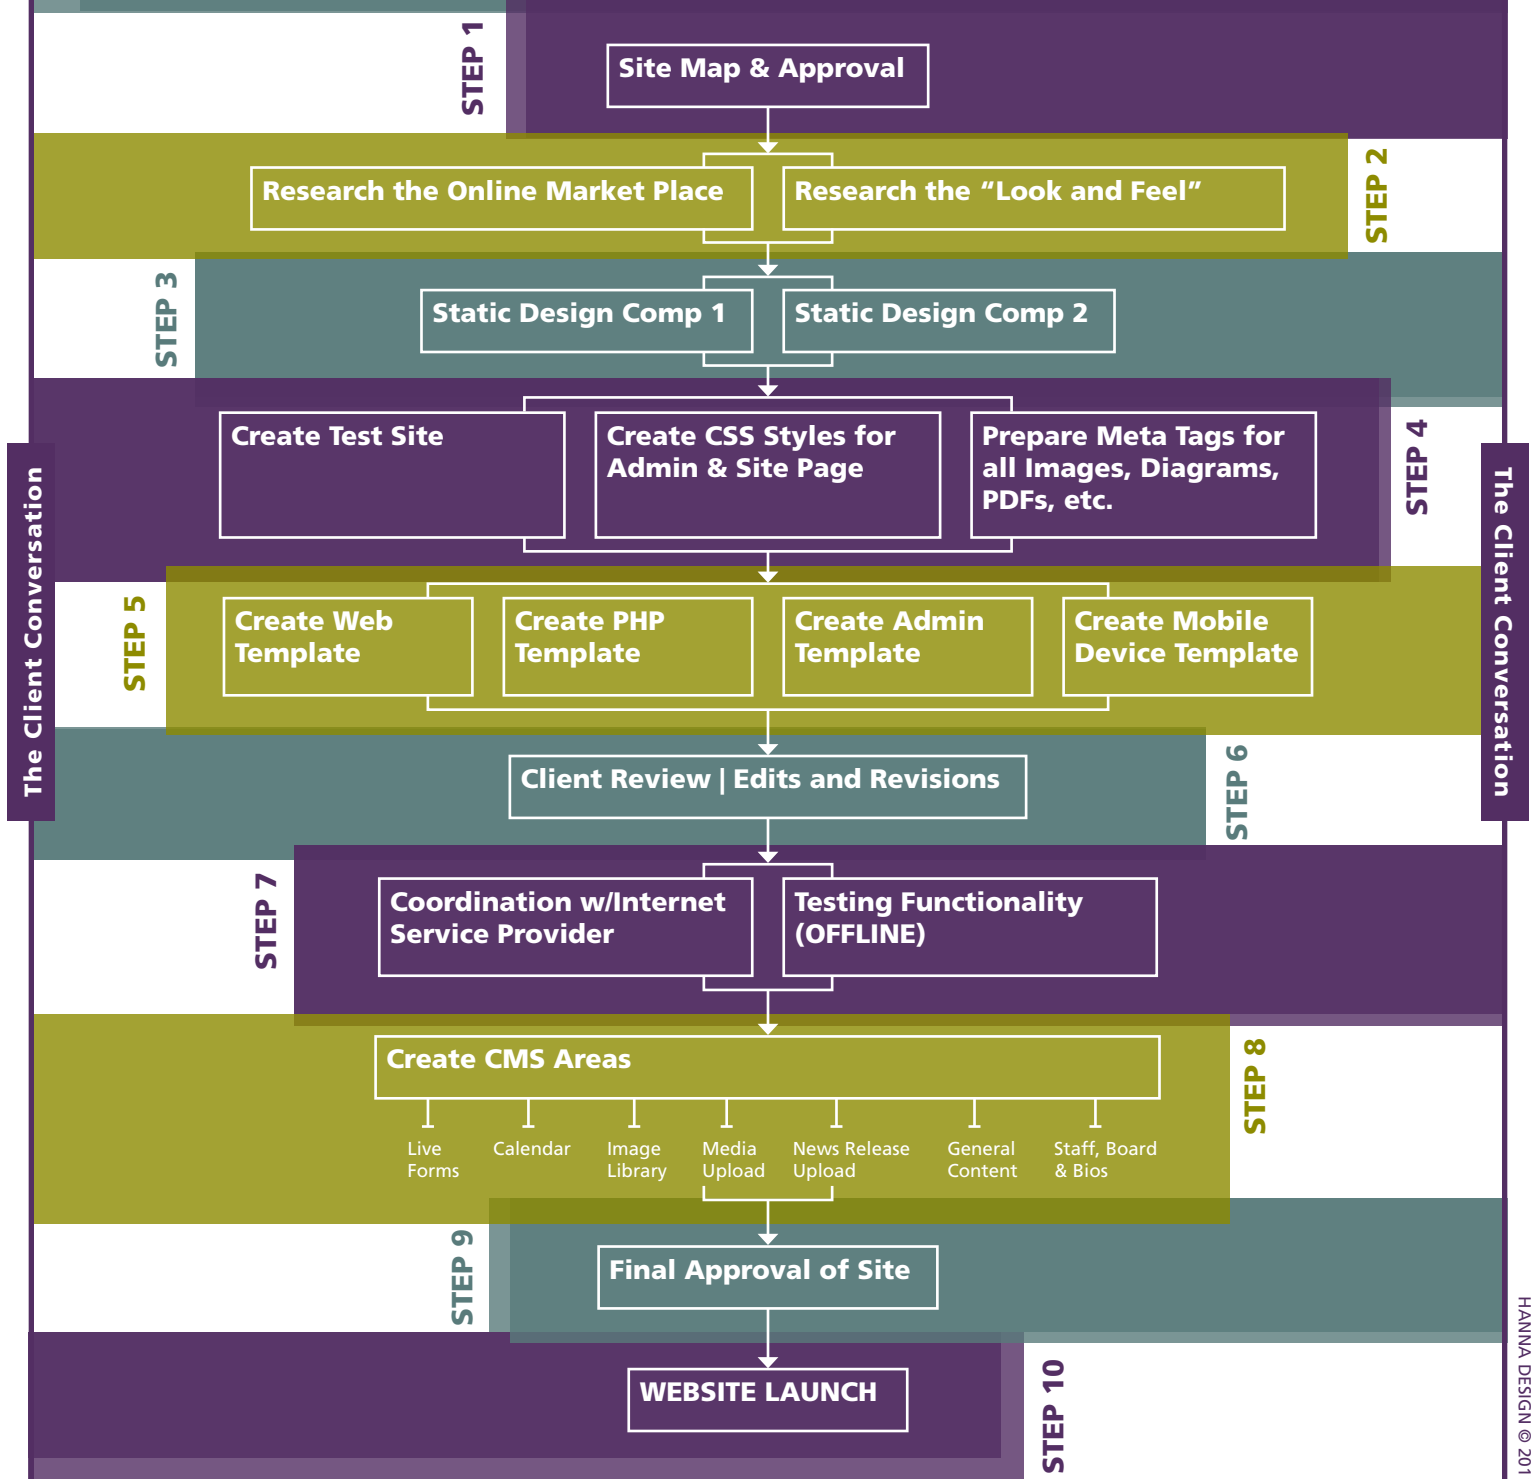 STEP 1
Site Map & Approval
STEP 2
Research the Online Market Place
Research the “Look and Feel”
STEP 3
Static Design Comp 1
Static Design Comp 2
STEP 4
Create Test Site
Create CSS Styles for
Admin & Site Page
Prepare Meta Tags for
all Images, Diagrams,
PDFs, etc.
The Client Conversation
The Client Conversation
STEP 5
Create Web
Template
Create PHP
Template
Create Admin
Template
Create Mobile
Device Template
STEP 6
Client Review | Edits and Revisions
STEP 7
Coordination w/Internet
Service Provider
Testing Functionality
(OFFLINE)
STEP 8
Create CMS Areas
Live
Forms
Calendar
Image
Library
Media
Upload
News Release
Upload
General
Content
Staff, Board
& Bios
STEP 9
Final Approval of Site
STEP 10
WEBSITE LAUNCH
HANNA DESIGN © 201